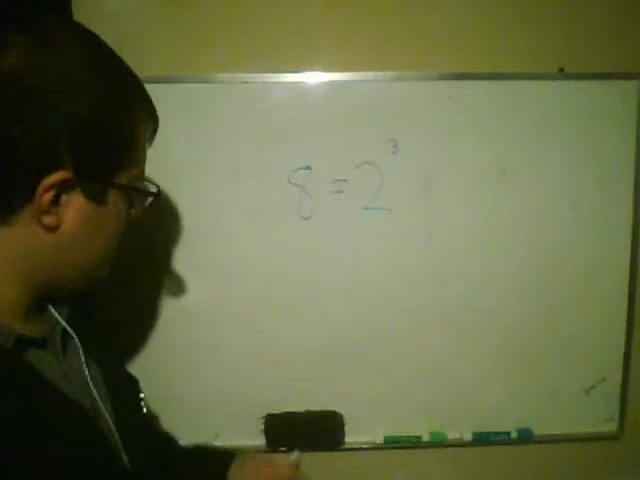 8 = 2³